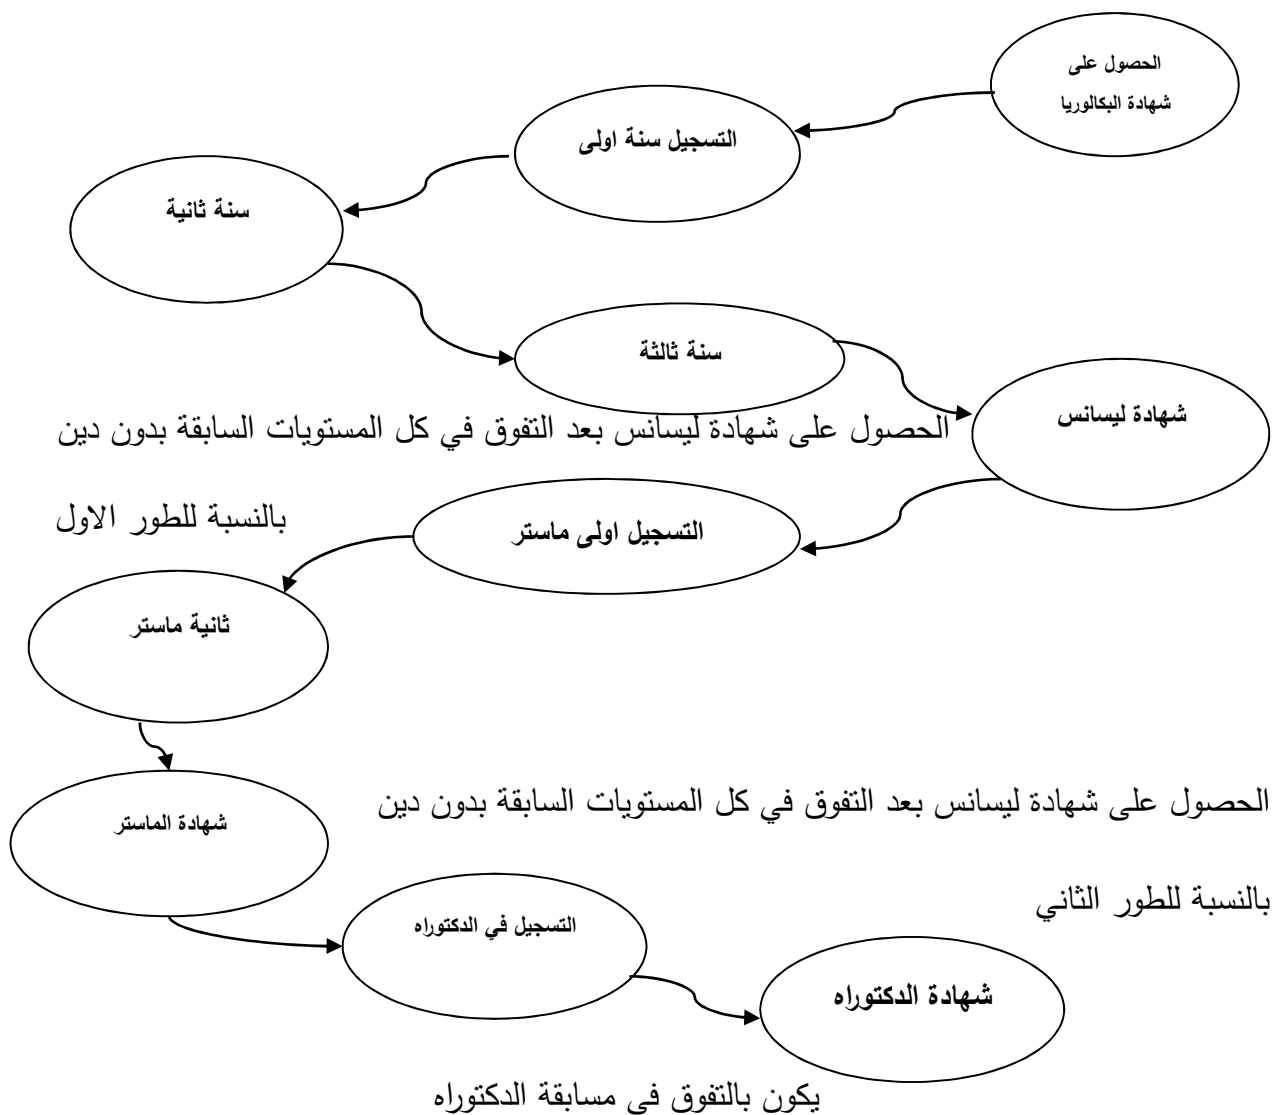 الحصول على
شهادة البكالوريا
التسجيل سنة اولى
سنة ثانية
سنة ثالثة
شهادة ليسانس
الحصول على شهادة ليسانس بعد التفوق في كل المستويات السابقة بدون دين
بالنسبة للطور الاول
التسجيل اولى ماستر
ثانية ماستر
شهادة الماستر
الحصول على شهادة ليسانس بعد التفوق في كل المستويات السابقة بدون دين
بالنسبة للطور الثاني
التسجيل في الدكتوراه
شهادة الدكتوراه
يكون بالتفوق في مسابقة الدكتوراه